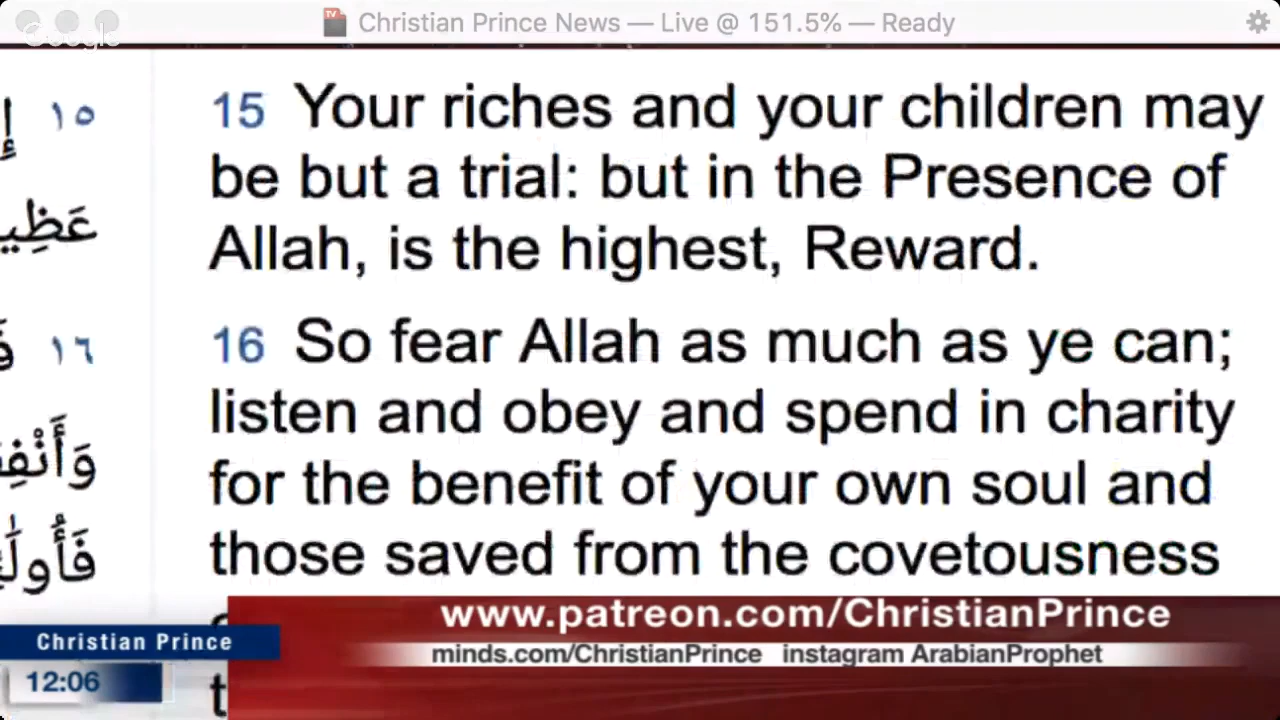 Christian Prince News — Live @ 151.5% — Ready
Google
١٥
15 Your riches and your children may
be but a trial: but in the Presence of
Allah, is the highest, Reward.
١٦
16 So fear Allah as much as ye can;
listen and obey and spend in charity
for the benefit of your own soul and
those saved from the covetousness
www.patreon.com/ChristianPrince
Christian Prince
minds.com/ChristianPrince instagram ArabianProphet
12:06